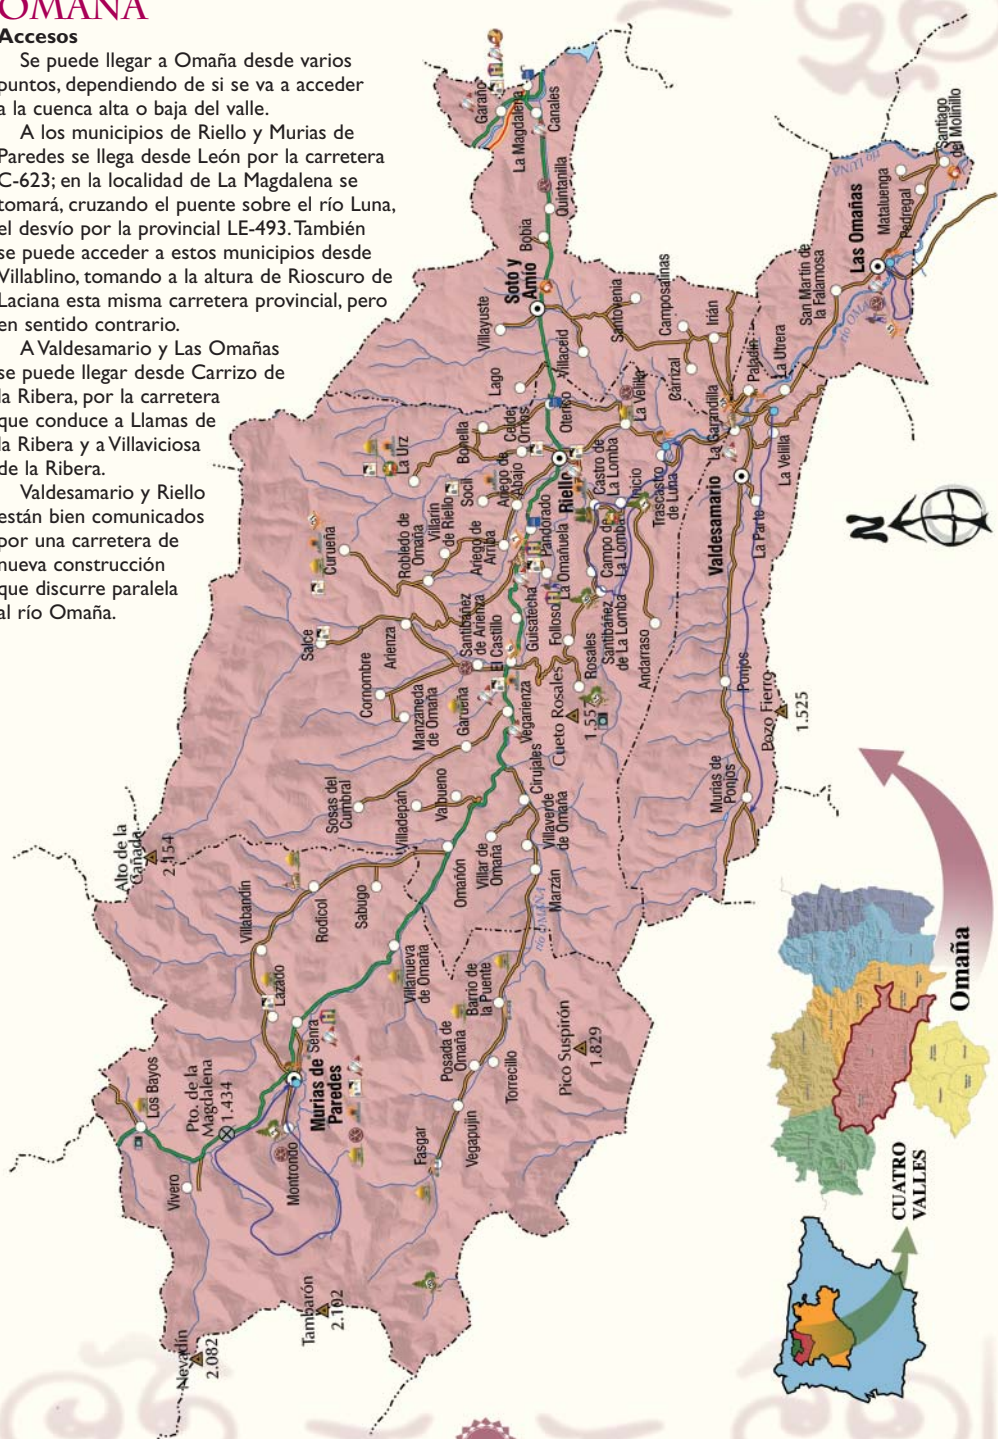 OMAÑA
Accesos
Se puede llegar a Omaña desde varios
puntos, dependiendo de si se va a acceder
a la cuenca alta o baja del valle.
A los municipios de Riello y Murias de
Paredes se llega desde León por la carretera
C-623; en la localidad de La Magdalena se
tomará, cruzando el puente sobre el río Luna,
el desvío por la provincial LE-493. También
se puede acceder a estos municipios desde
Villablino, tomando a la altura de Rioscuro de
Laciana esta misma carretera provincial, pero
en sentido contrario.
A Valdesamario y Las Omañas
se puede llegar desde Carrizo de
la Ribera, por la carretera
que conduce a Llamas de
la Ribera y a Villaviciosa
de la Ribera.
Valdesamario y Riello
están bien comunicados
por una carretera de
nueva construcción
que discurre paralela
al río Omaña.
Garaño
La Magdalena
Canales
Quintanilla
Bobia
Soto y
Amío
Villayuste
Lago
Villaceid
Santovenia
Camposalinas
Irián
Carrizal
Paladín
La Utrera
San Martín de
la Falamosa
Las Omañas
Mataluenga
Pedregal
Santiago
del Molinillo
río LUNA
La Garandilla
La Velilla
Valdesamario
La Velilla
La Parte
Ponjos
Pozo Fierro
1.525
Murias de
Ponjos
Oterico
Riello
Bonella
La Urz
Socil
Ariego de
Abajo
Castro de
La Lomba
Inicio
Trascastro
de Luna
Pandorado
La Omañuela
Campo de
La Lomba
Curueña
Robledo de
Omaña
Villarín
de Riello
Ariego de
Arriba
Guisatecha
Folloso
Rosales
Santibáñez
de La Lomba
Andarraso
Salce
Arienza
Santibáñez
de Arienza
El Castillo
Cornombre
Manzaneda
de Omaña
Garueña
Vegarienza
Cueto Rosales
Sosas del
Cumbral
Villadepán
Valbueno
Cirujales
Villaverde
de Omaña
Villar de
Omaña
Marzán
Omañón
río OMAÑA
Alto de la
Cañada
2.154
Villabandín
Rodicol
Sabugo
Villanueva
de Omaña
Lazado
Senra
Murias de
Paredes
Barrio de
la Puente
Posada de
Omaña
Torrecillo
Vegapujín
Fasgar
Pico Suspirón
1.829
Los Bayos
Pto. de la
Magdalena
1.434
Vivero
Montrondo
Tambarón
2.102
Nevadín
2.082
N
Omaña
CUATRO
VALLES